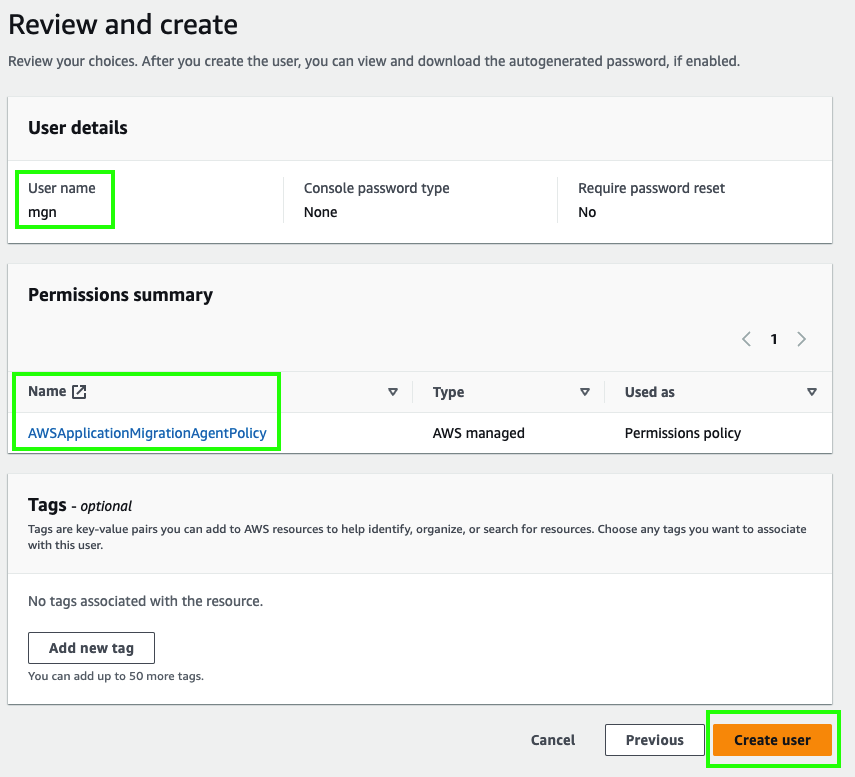 Review and create
Review your choices. After you create the user, you can view and download the autogenerated password, if enabled.
User details
User name
mgn
Console password type
None
Require password reset
No
Permissions summary
1
Name
Type
Used as
AWSApplicationMigrationAgentPolicy
AWS managed
Permissions policy
Tags - optional
Tags are key-value pairs you can add to AWS resources to help identify, organize, or search for resources. Choose any tags you want to associate
with this user.
No tags associated with the resource.
Add new tag
You can add up to 50 more tags.
Cancel
Previous
Create user